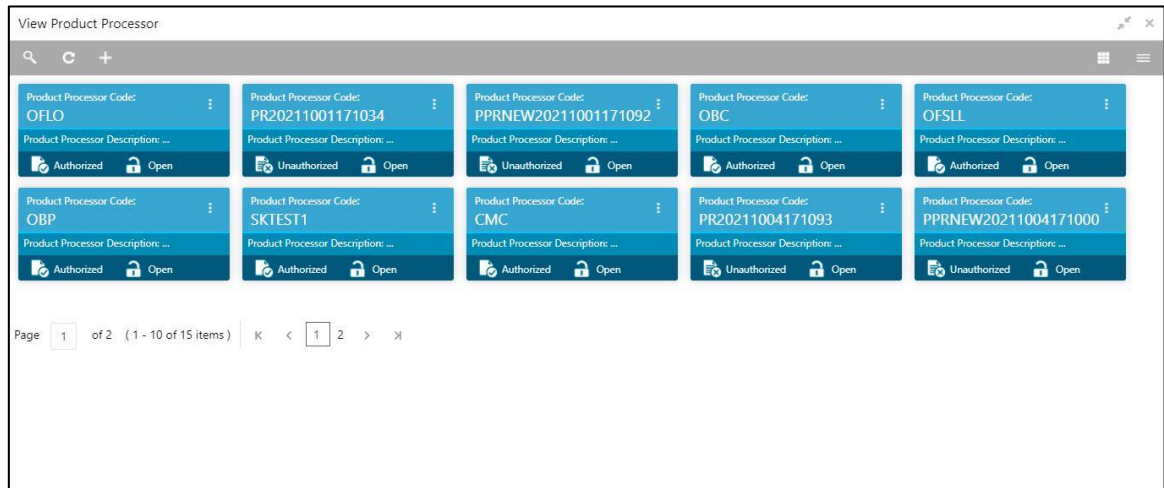 View Product Processor
Product Processor Code: Product Processor Code: Product Processor Code: Product Processor Code: Product Processor Code:
OFLO PR20211001171034 PPRNEW20211001171092 OBC OFSLL
Product Processor Description: ... Product Processor Description: ... Product Processor Description: ... Product Processor Description: ... Product Processor Description: ...
Authorized Open Unauthorized Open Unauthorized Open Authorized Open Authorized Open
Product Processor Code: Product Processor Code: Product Processor Code: Product Processor Code: Product Processor Code:
OBP SKTEST1 CMC PR20211004171093 PPRNEW20211004171000
Product Processor Description: ... Product Processor Description: ... Product Processor Description: ... Product Processor Description: ... Product Processor Description: ...
Authorized Open Authorized Open Authorized Open Unauthorized Open Unauthorized Open
Page 1 of 2 ( 1 - 10 of 15 items ) 1 2